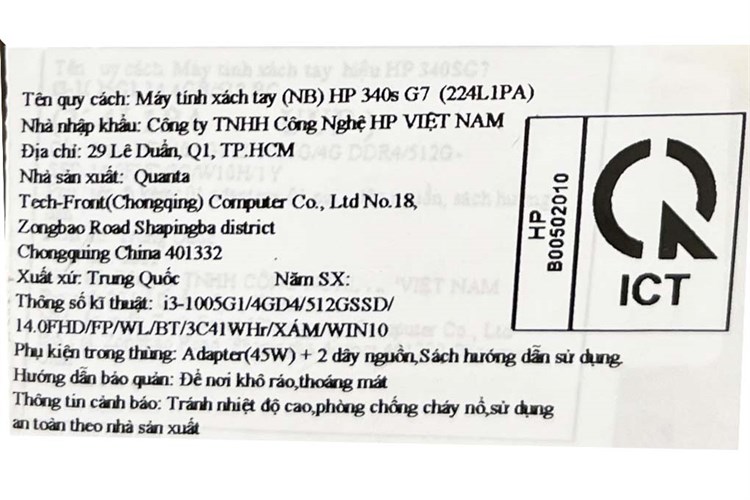 Tên quy cách: Máy tính xách tay (NB) HP 340s G7 (224L1PA)
Nhà nhập khẩu: Công ty TNHH Công Nghệ HP VIỆT NAM
Địa chỉ: 29 Lê Duẩn, Q1, TP.HCM
Nhà sản xuất: Quanta
Tech-Front(Chongqing) Computer Co., Ltd No.18,
Zongbao Road Shapingba district
Chongquing China 401332
Xuất xứ: Trung Quốc Năm SX:
Thông số kĩ thuật: i3-1005G1/4GD4/512GSSD/
14.0FHD/FP/WL/BT/3C41WHr/XÁM/WIN10
Phụ kiện trong thùng: Adapter(45W) + 2 dây nguồn,Sách hướng dẫn sử dụng.
Hướng dẫn bảo quản: Để nơi khô ráo,thoáng mát
Thông tin cảnh báo: Tránh nhiệt độ cao,phòng chống cháy nổ,sử dụng
an toàn theo nhà sản xuất
HP
B00502010
ICT